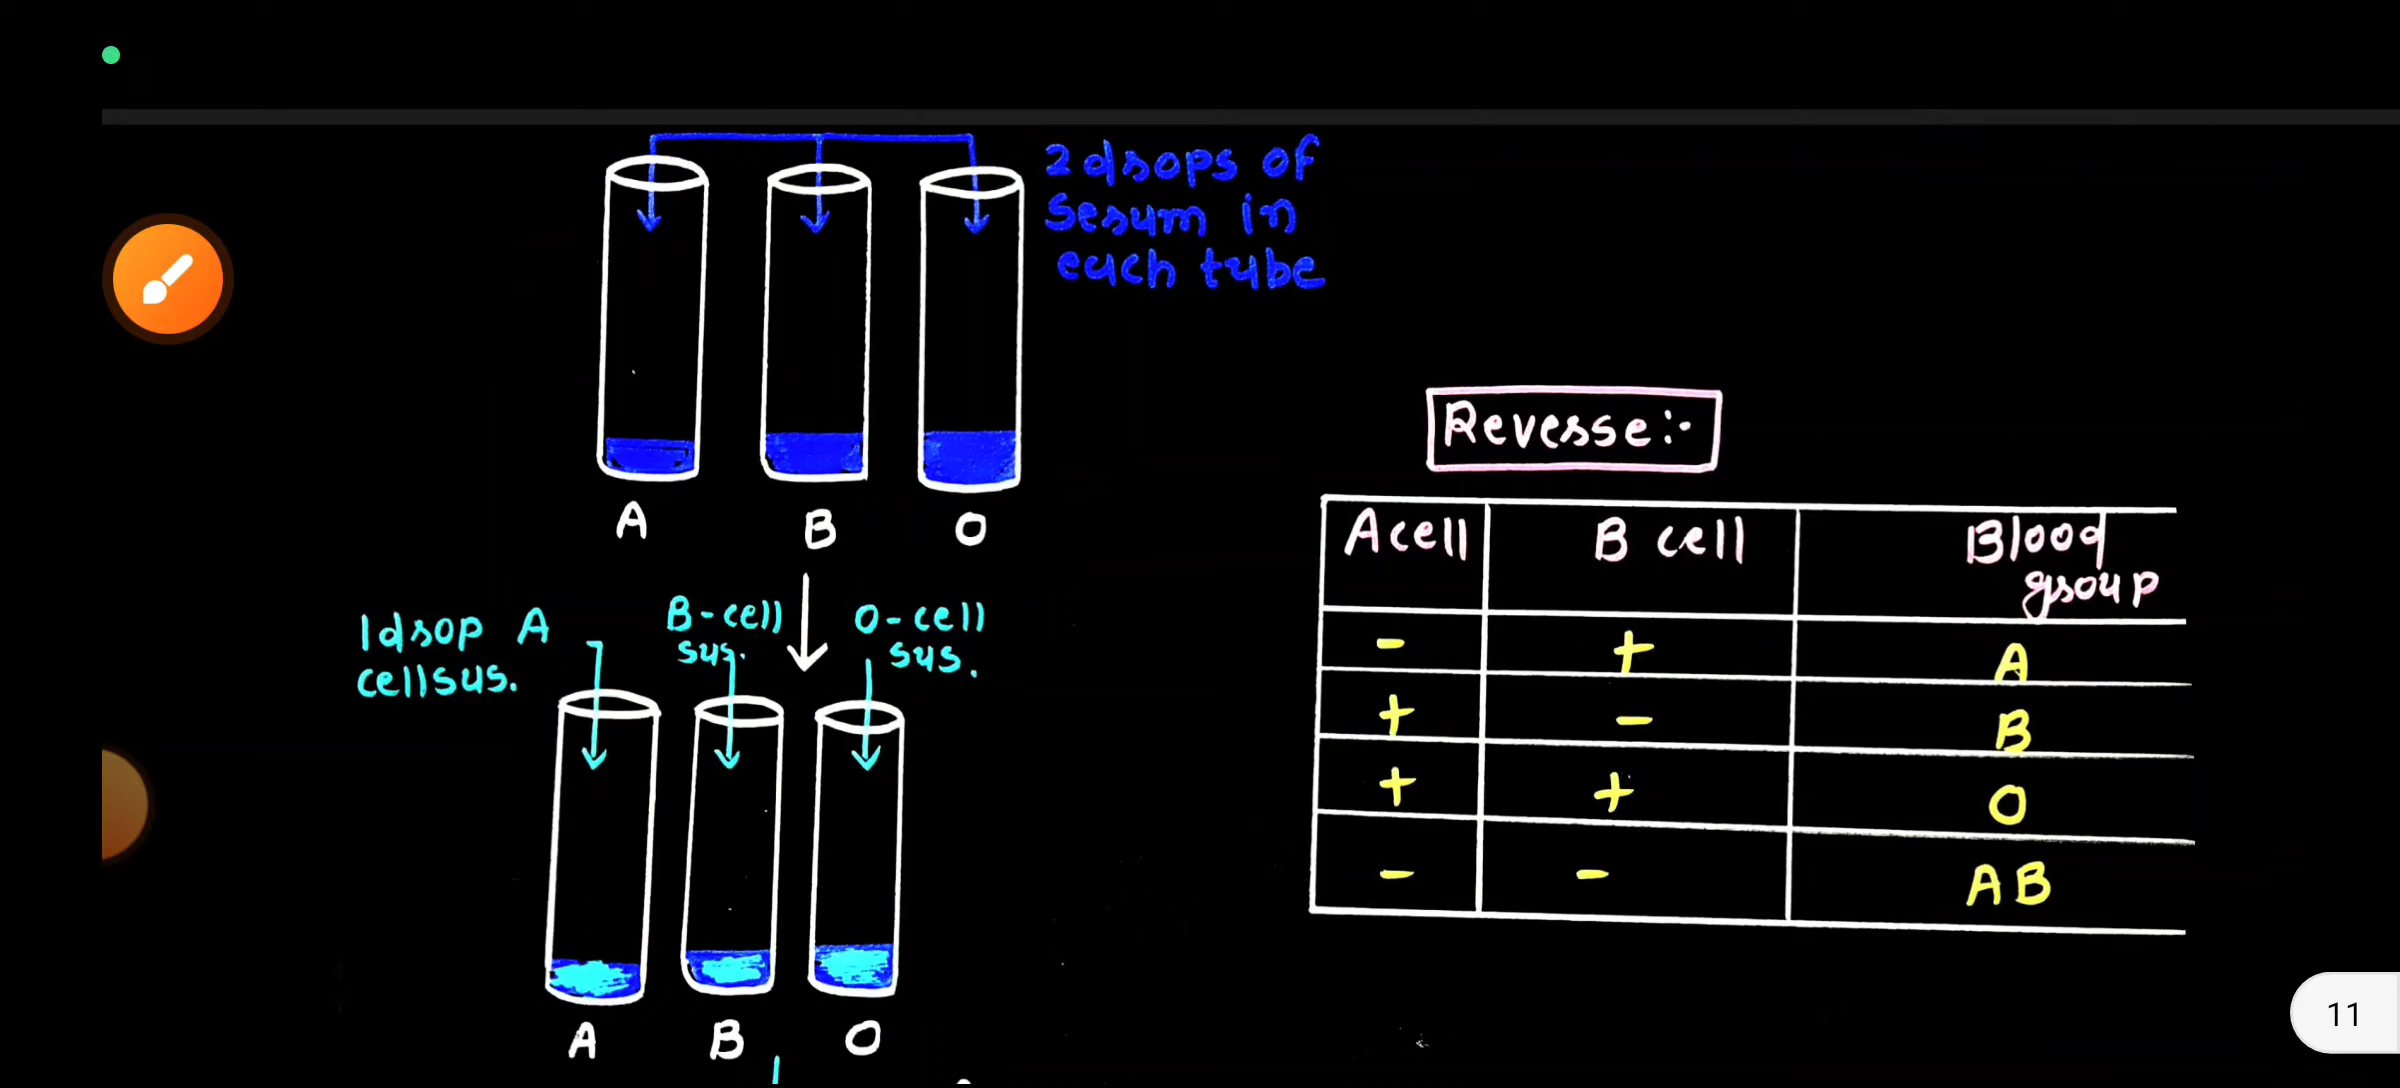 2 drops of
Serum in
each tube
A B O
1 drop A
cell sus.
B-cell
sus.
O-cell
sus.
A B O
Reverse:-
A cell B cell Blood
group
- + A
+ - B
+ + O
- - AB
11